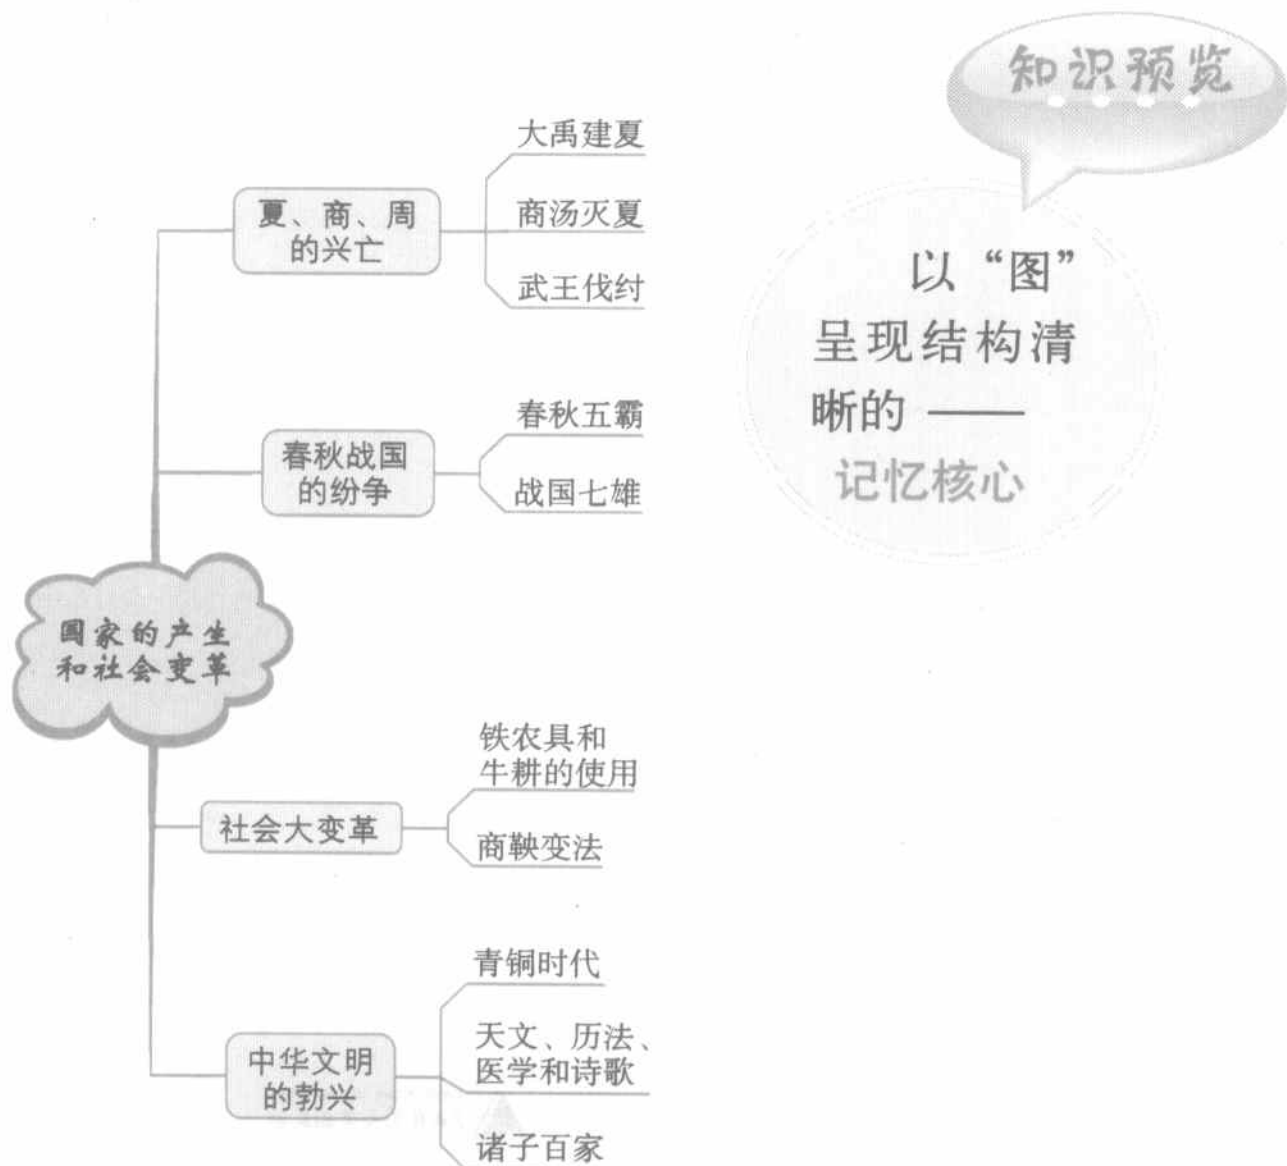 知识预览
以“图”
呈现结构清
晰的——
记忆核心
国家的产生
和社会变革
夏、商、周
的兴亡
大禹建夏
商汤灭夏
武王伐纣
春秋战国
的纷争
春秋五霸
战国七雄
社会大变革
铁农具和
牛耕的使用
商鞅变法
中华文明
的勃兴
青铜时代
天文、历法、
医学和诗歌
诸子百家